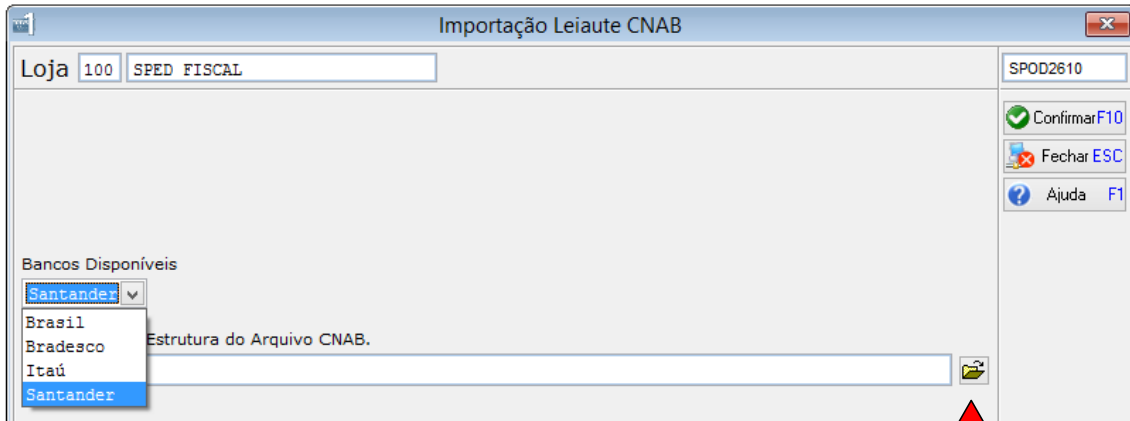 Importação Leiaute CNAB
Loja 100 SPED FISCAL
SPOD2610
Confirmar F10
Fechar ESC
Ajuda F1
Bancos Disponíveis
Santander
Brasil
Bradesco
Itaú
Santander
Estrutura do Arquivo CNAB.